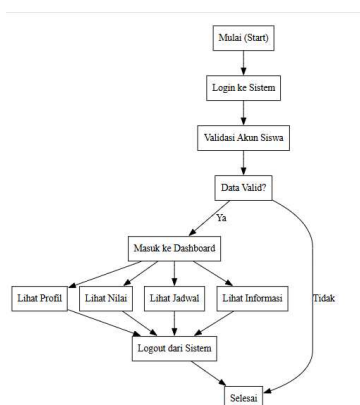 Mulai (Start)
Login ke Sistem
Validasi Akun Siswa
Data Valid?
Ya
Masuk ke Dashboard
Lihat Profil
Lihat Nilai
Lihat Jadwal
Lihat Informasi
Tidak
Logout dari Sistem
Selesai